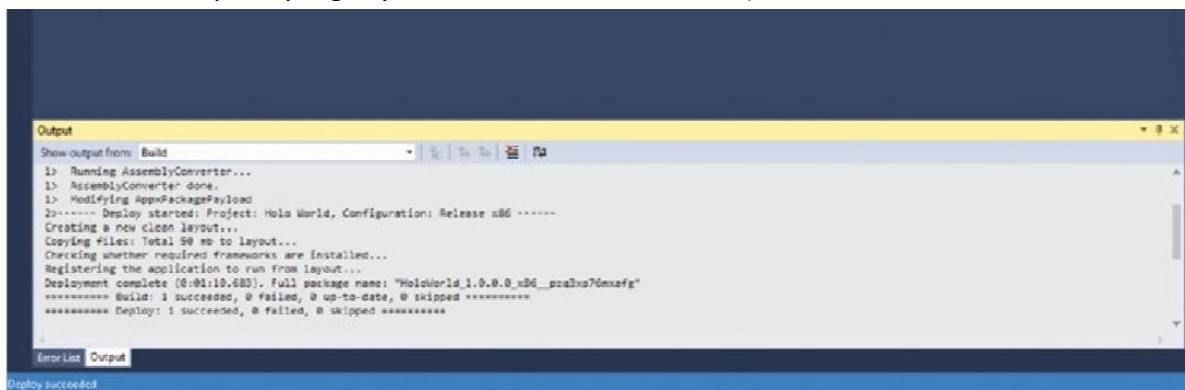 Output
Show output from: Build
1> Running AssemblyConverter...
1> AssemblyConverter done.
1> Modifying AppxPackagePayload
2>------ Deploy started: Project: Holo World, Configuration: Release x86 ------
Creating a new clean layout...
Copying files: Total 50 mb to layout...
Checking whether required frameworks are installed...
Registering the application to run from layout...
Deployment complete (0:01:10.683). Full package name: "HoloWorld_1.0.0.0_x86__pzq3xp76mxafg"
========== Build: 1 succeeded, 0 failed, 0 up-to-date, 0 skipped ==========
========== Deploy: 1 succeeded, 0 failed, 0 skipped ==========
Error List Output
Deploy succeeded